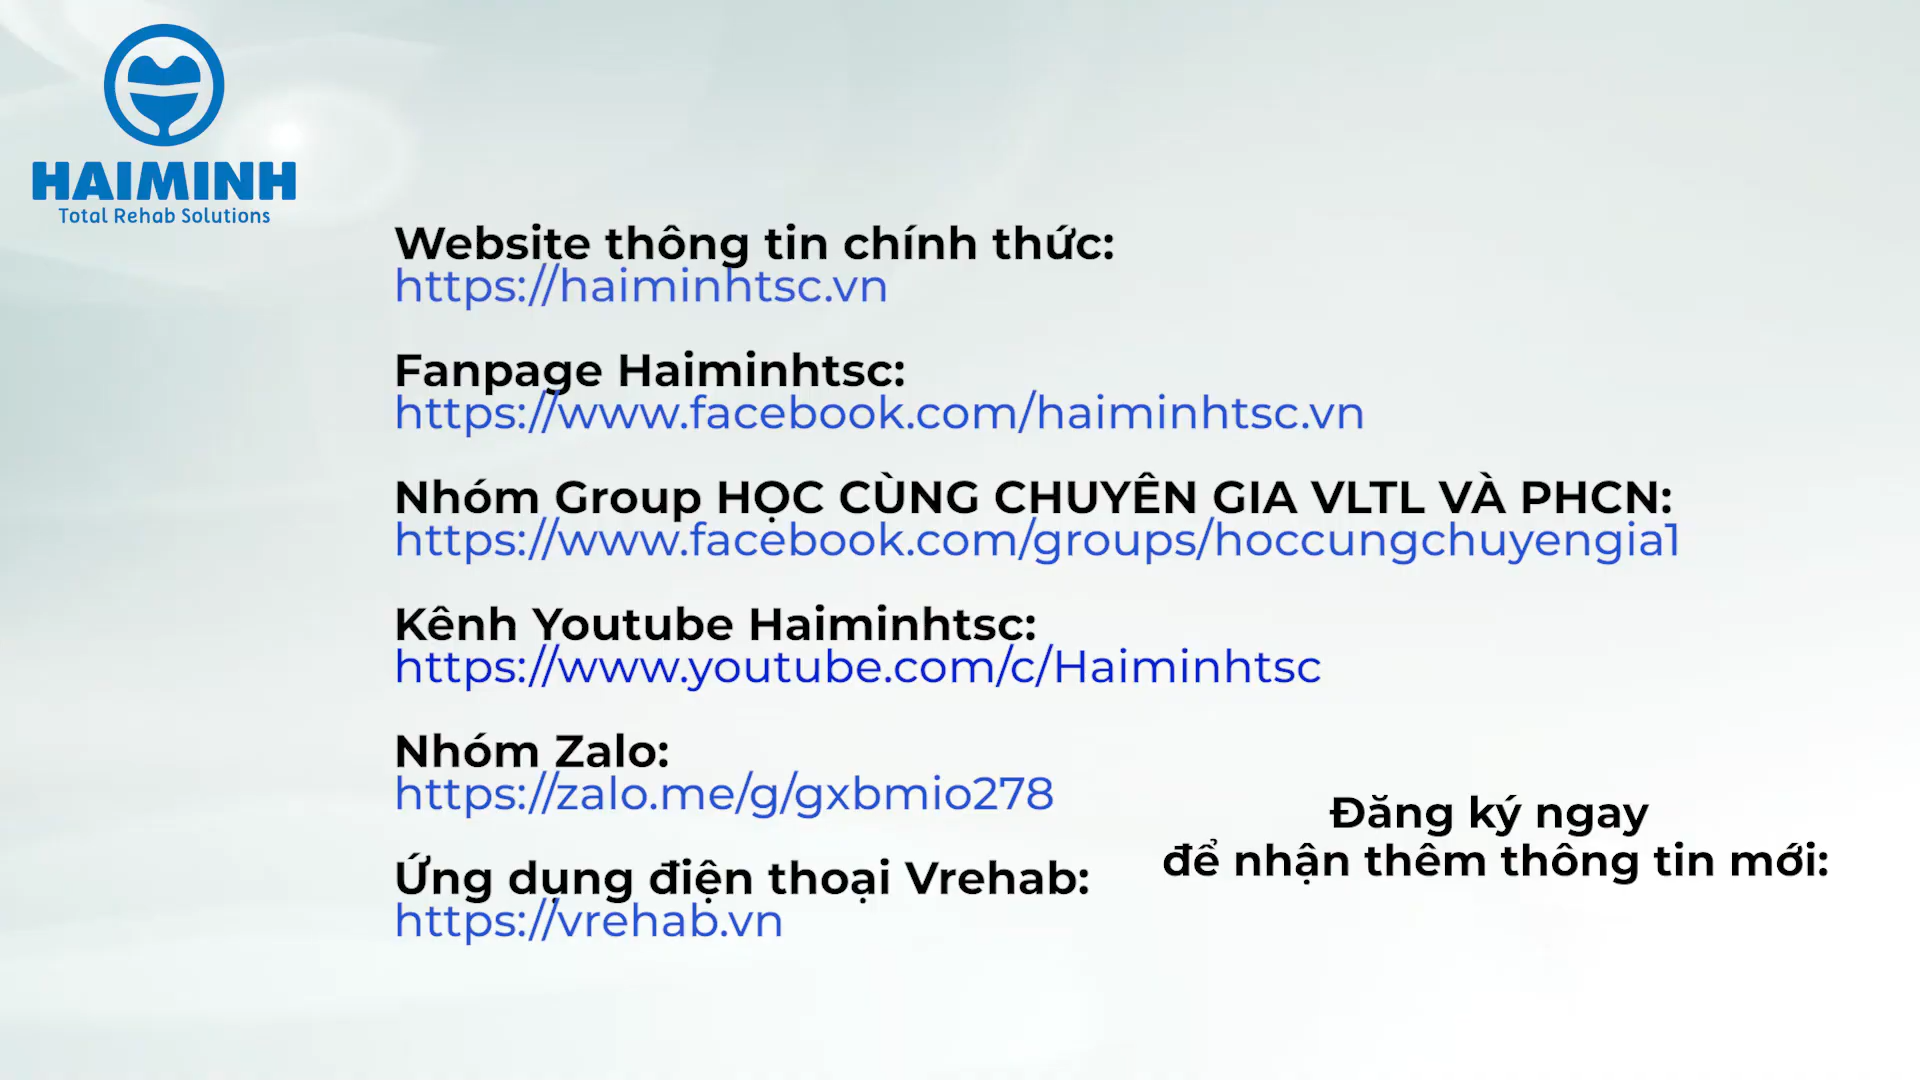 HAIMINH
Total Rehab Solutions
Website thông tin chính thức:
https://haiminhtsc.vn
Fanpage Haiminhtsc:
https://www.facebook.com/haiminhtsc.vn
Nhóm Group HỌC CÙNG CHUYÊN GIA VLTL VÀ PHCN:
https://www.facebook.com/groups/hoccungchuyengia1
Kênh Youtube Haiminhtsc:
https://www.youtube.com/c/Haiminhtsc
Nhóm Zalo:
https://zalo.me/g/gxbmio278
Ứng dụng điện thoại Vrehab:
https://vrehab.vn
Đăng ký ngay
để nhận thêm thông tin mới: